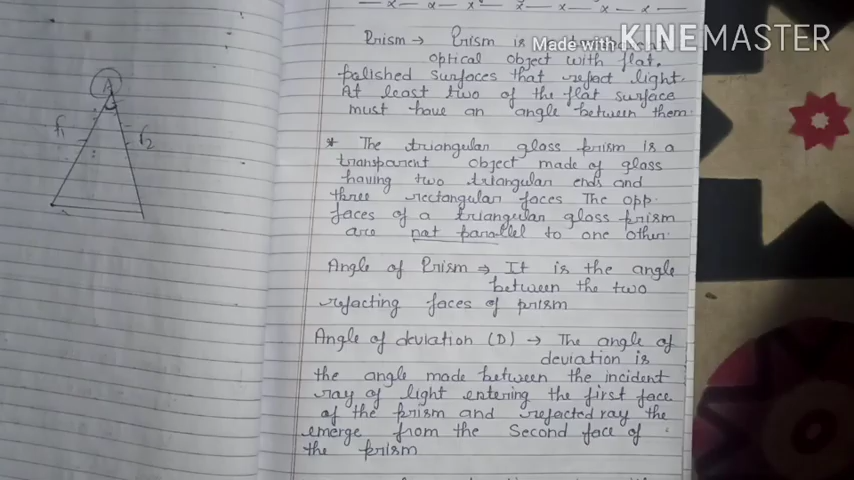 Made with KINEMASTER
A
f1
f2
Prism → Prism is
optical object with flat,
polished surfaces that refact light.
At least two of the flat surface
must have an angle between them.
* The triangular glass prism is a
transparent object made of glass
having two triangular ends and
three rectangular faces The opp.
faces of a triangular glass prism
are not parallel to one other.
Angle of Prism → It is the angle
between the two
refacting faces of prism
Angle of deviation (D) → The angle of
deviation is
the angle made between the incident
ray of light entering the first face
of the prism and refacted ray the
emerge from the Second face of
the prism